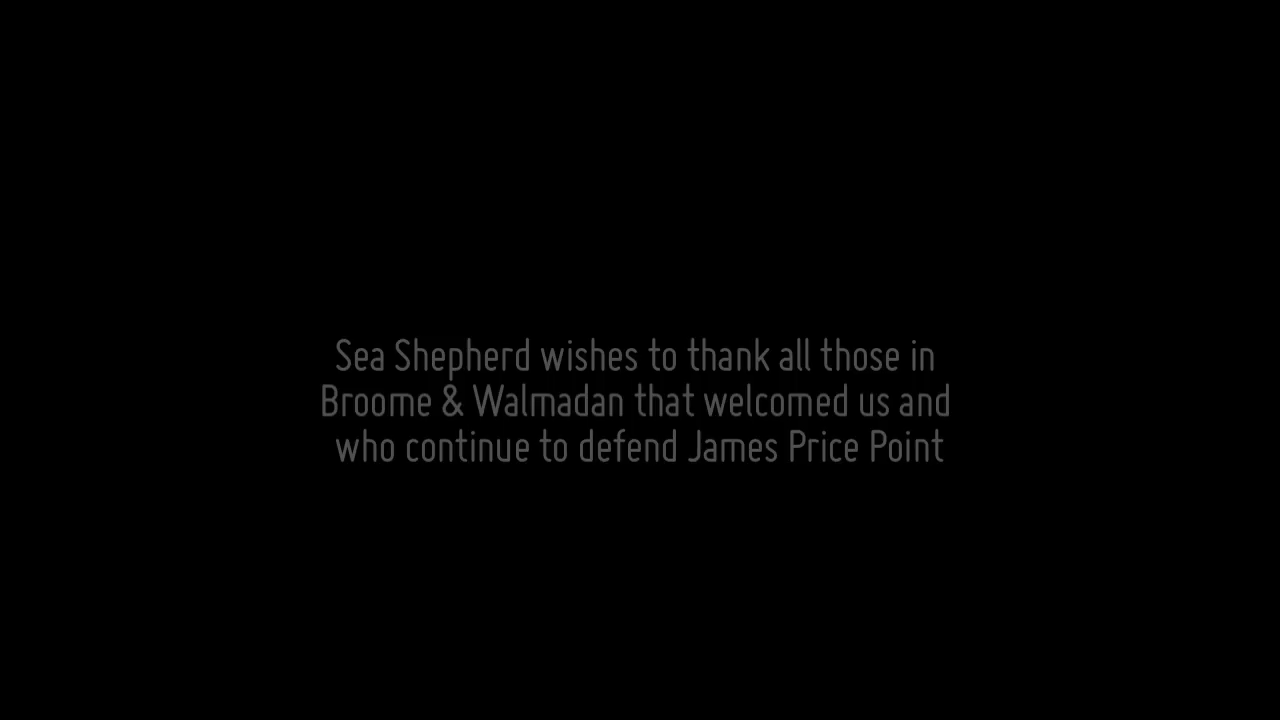 Sea Shepherd wishes to thank all those in
Broome & Walmadan that welcomed us and
who continue to defend James Price Point